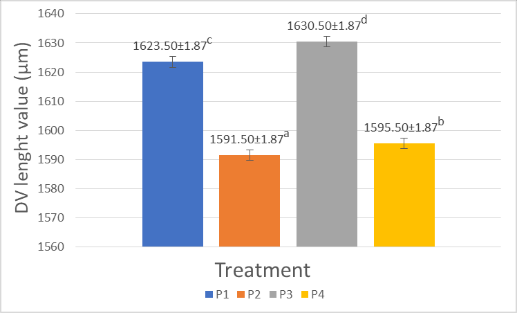 1640
1630
1620
1610
1600
1590
1580
1570
1560
DV lenght value (µm)
1623.50±1.87c
1591.50±1.87a
1630.50±1.87d
1595.50±1.87b
Treatment
P1 P2 P3 P4